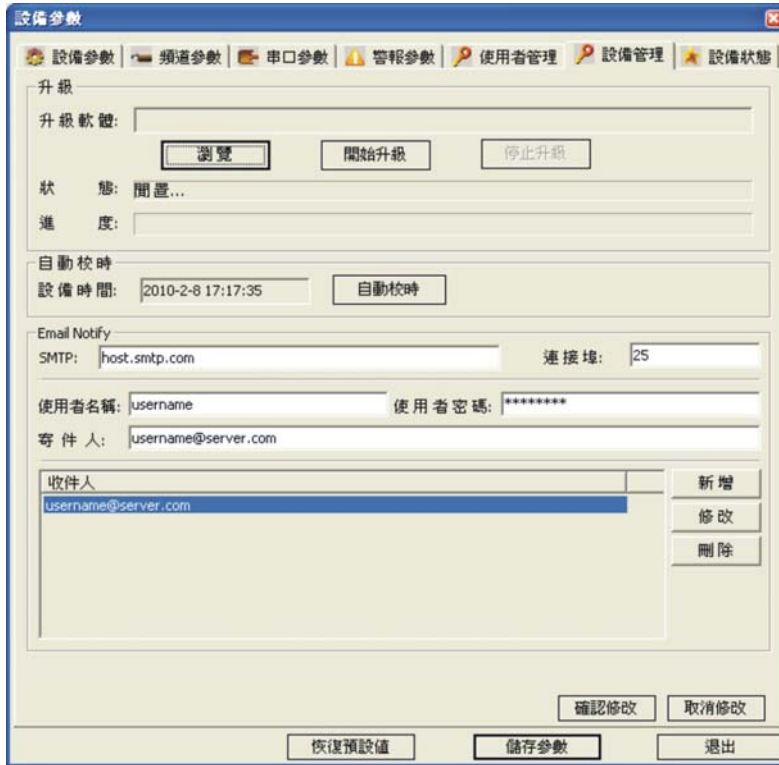 設備參數
設備參數 頻道參數 串口參數 警報參數 使用者管理 設備管理 設備狀態
升級
升級軟體:
瀏覽 開始升級 停止升級
狀 態: 閒置...
進 度:
自動校時
設備時間: 2010-2-8 17:17:35 自動校時
Email Notify
SMTP: host.smtp.com 連接埠: 25
使用者名稱: username 使用者密碼: ********
寄件人: username@server.com
收件人 新增
username@server.com
修改
刪除
確認修改 取消修改
恢復預設值 儲存參數 退出